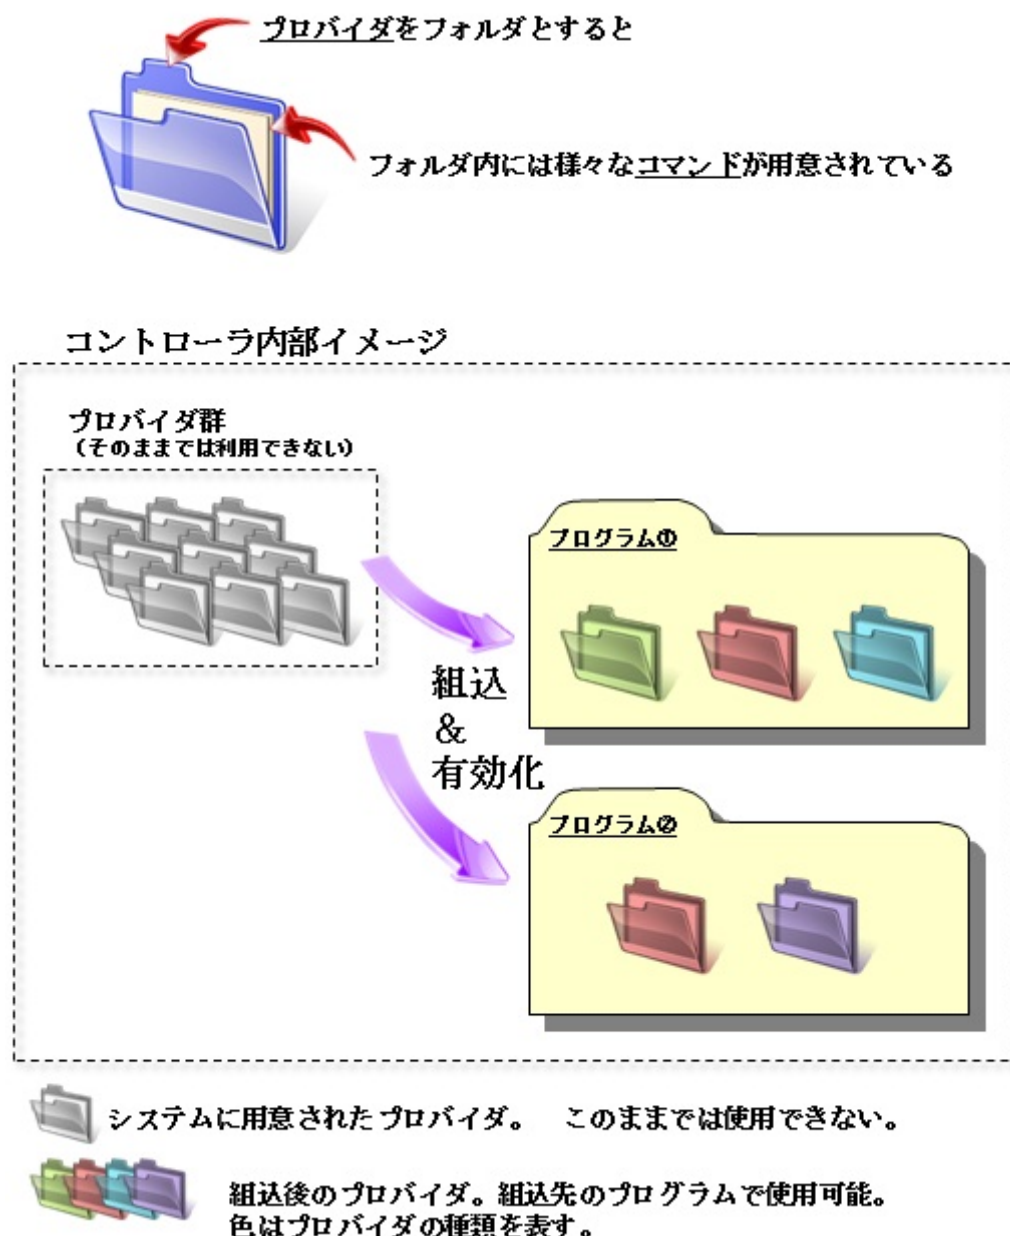 プロバイダをフォルダとすると
フォルダ内には様々なコマンドが用意されている
コントローラ内部イメージ
プロバイダ群
（そのままでは利用できない）
プログラム①
組込
&
有効化
プログラム②
システムに用意されたプロバイダ。　このままでは使用できない。
組込後のプロバイダ。組込先のプログラムで使用可能。
色はプロバイダの種類を表す。